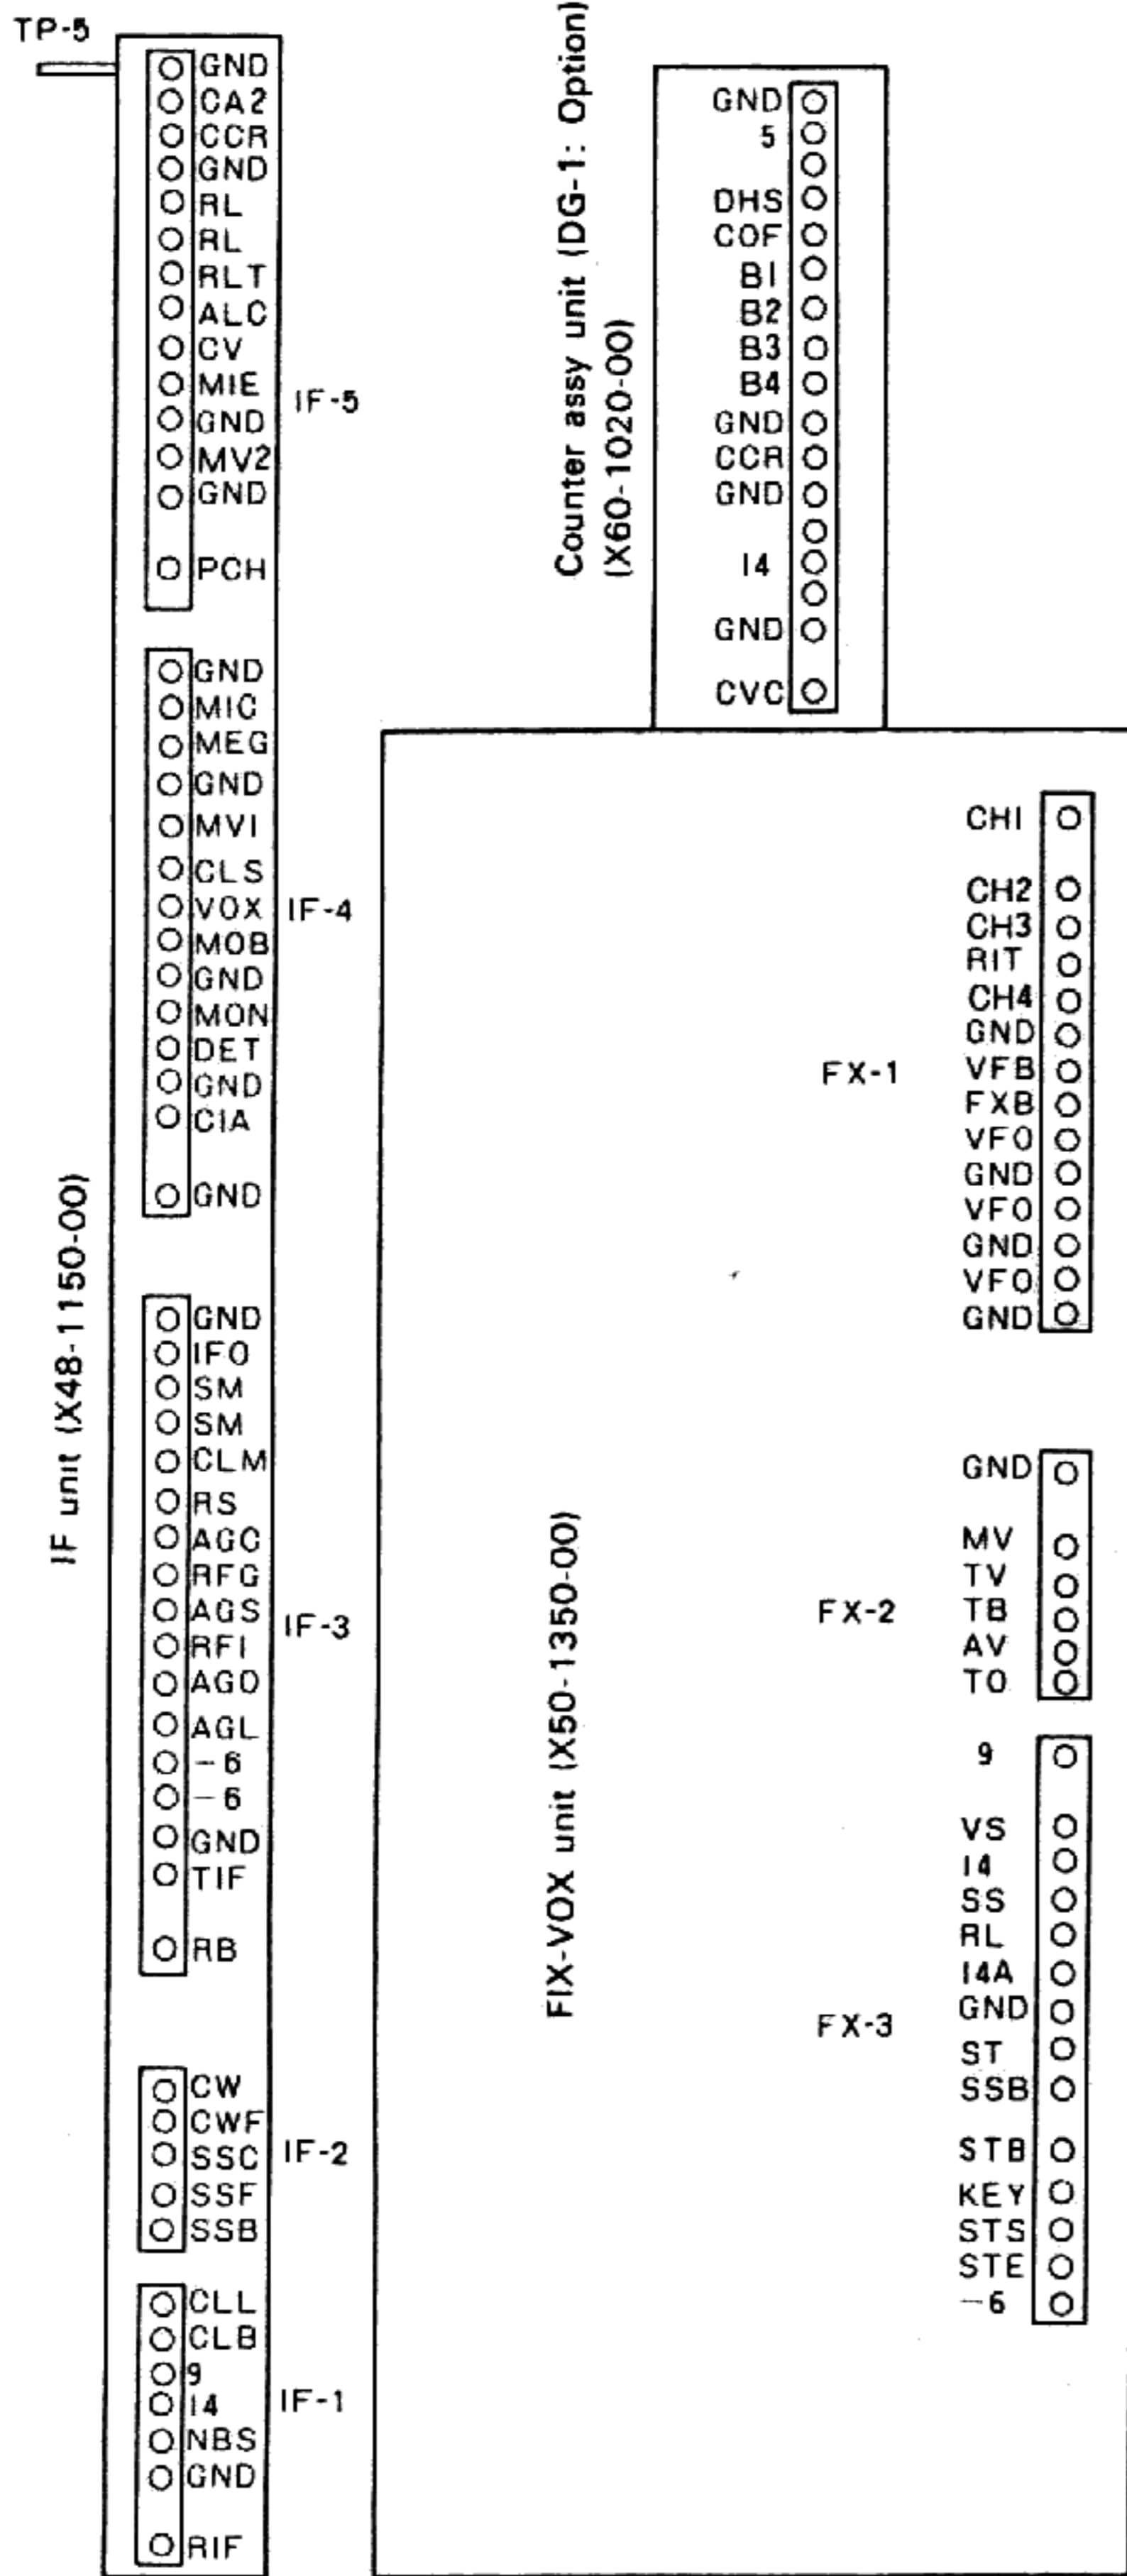 TP-5
GND
CA2
CCR
GND
RL
RL
RLT
ALC
CV
MIE
GND
MV2
GND
PCH
IF-5
GND
MIC
MEG
GND
MVI
CLS
VOX
MOB
GND
MON
DET
GND
CIA
GND
IF-4
IF unit (X48-1150-00)
GND
IFO
SM
SM
CLM
RS
AGC
RFG
AGS
RFI
AGO
AGL
-6
-6
GND
TIF
RB
IF-3
CW
CWF
SSC
SSF
SSB
IF-2
CLL
CLB
9
14
NBS
GND
RIF
IF-1
Counter assy unit (DG-1: Option)
(X60-1020-00)
GND
5
DHS
COF
B1
B2
B3
B4
GND
CCR
GND
14
GND
CVC
FIX-VOX unit (X50-1350-00)
FX-1
CH1
CH2
CH3
RIT
CH4
GND
VFB
FXB
VFO
GND
VFO
GND
VFO
GND
FX-2
GND
MV
TV
TB
AV
TO
FX-3
9
VS
14
SS
RL
14A
GND
ST
SSB
STB
KEY
STS
STE
-6